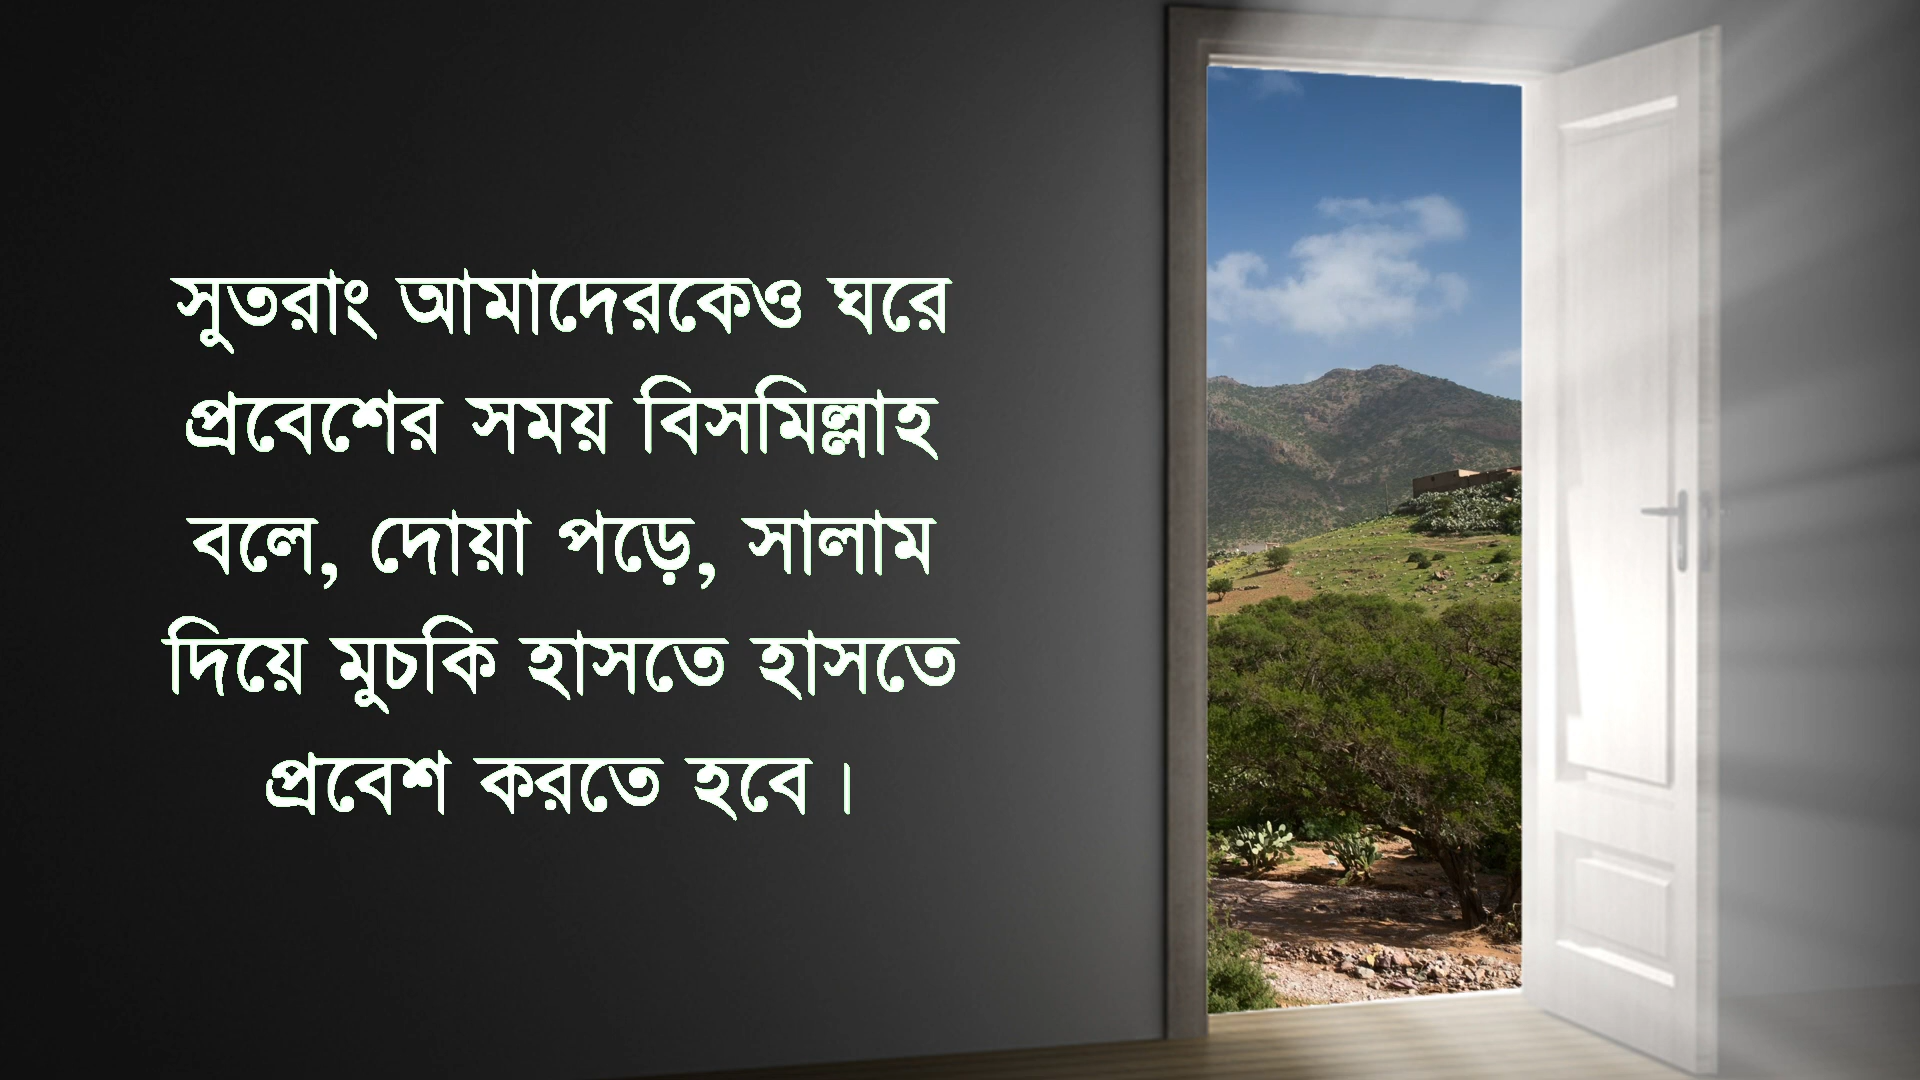 সুতরাং আমাদেরকেও ঘরে
প্রবেশের সময় বিসমিল্লাহ
বলে, দোয়া পড়ে, সালাম
দিয়ে মুচকি হাসতে হাসতে
প্রবেশ করতে হবে।